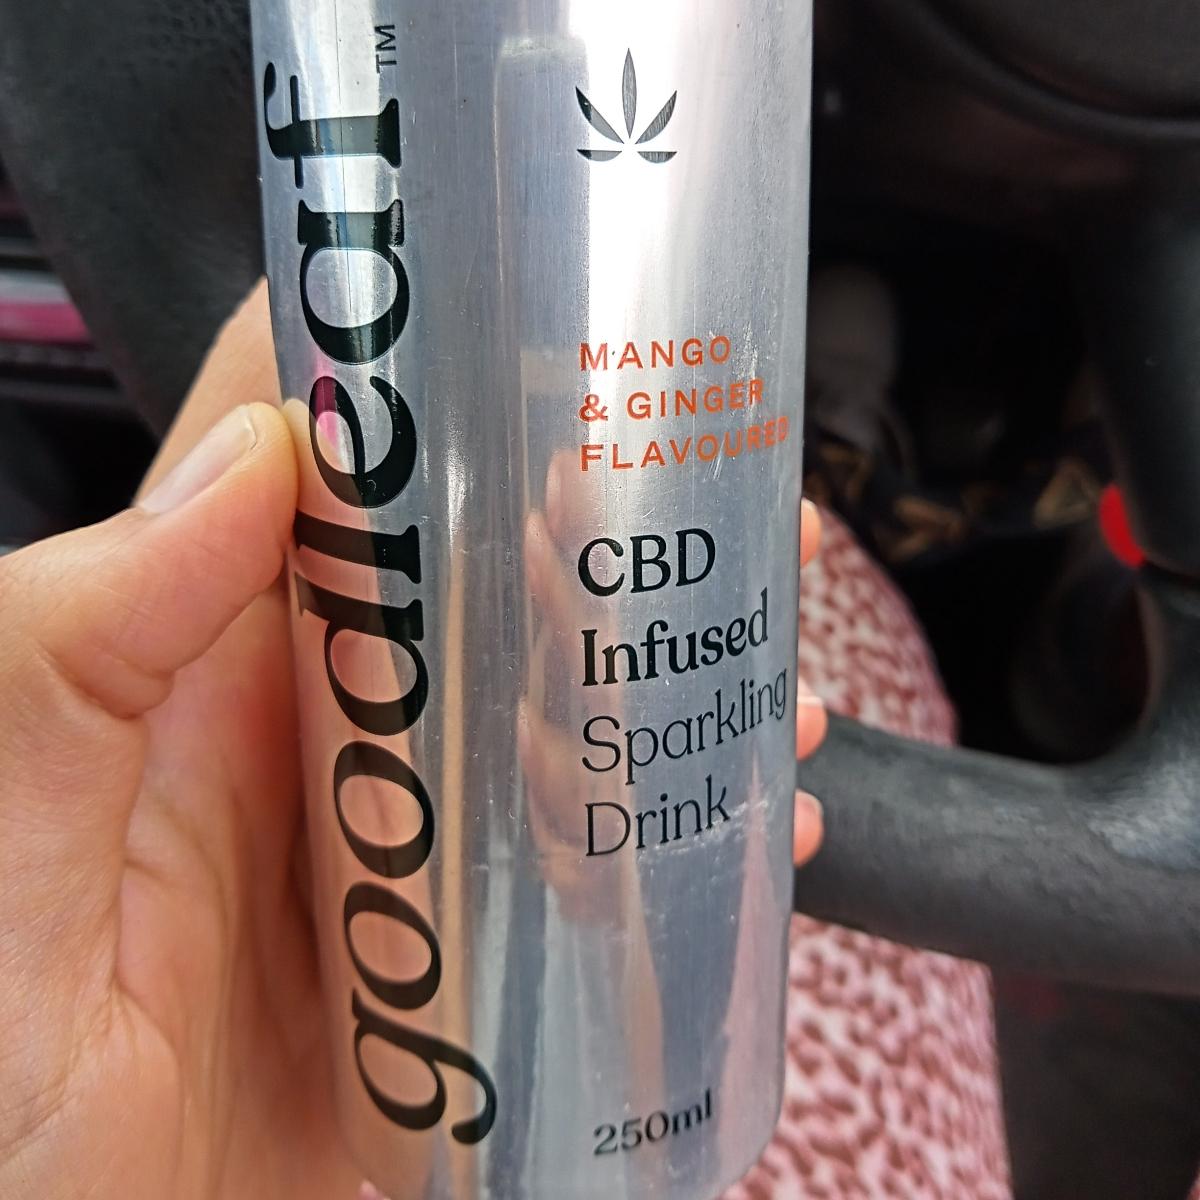 goodleaf™
MANGO
& GINGER
FLAVOURED
CBD
Infused
Sparkling
Drink
250ml